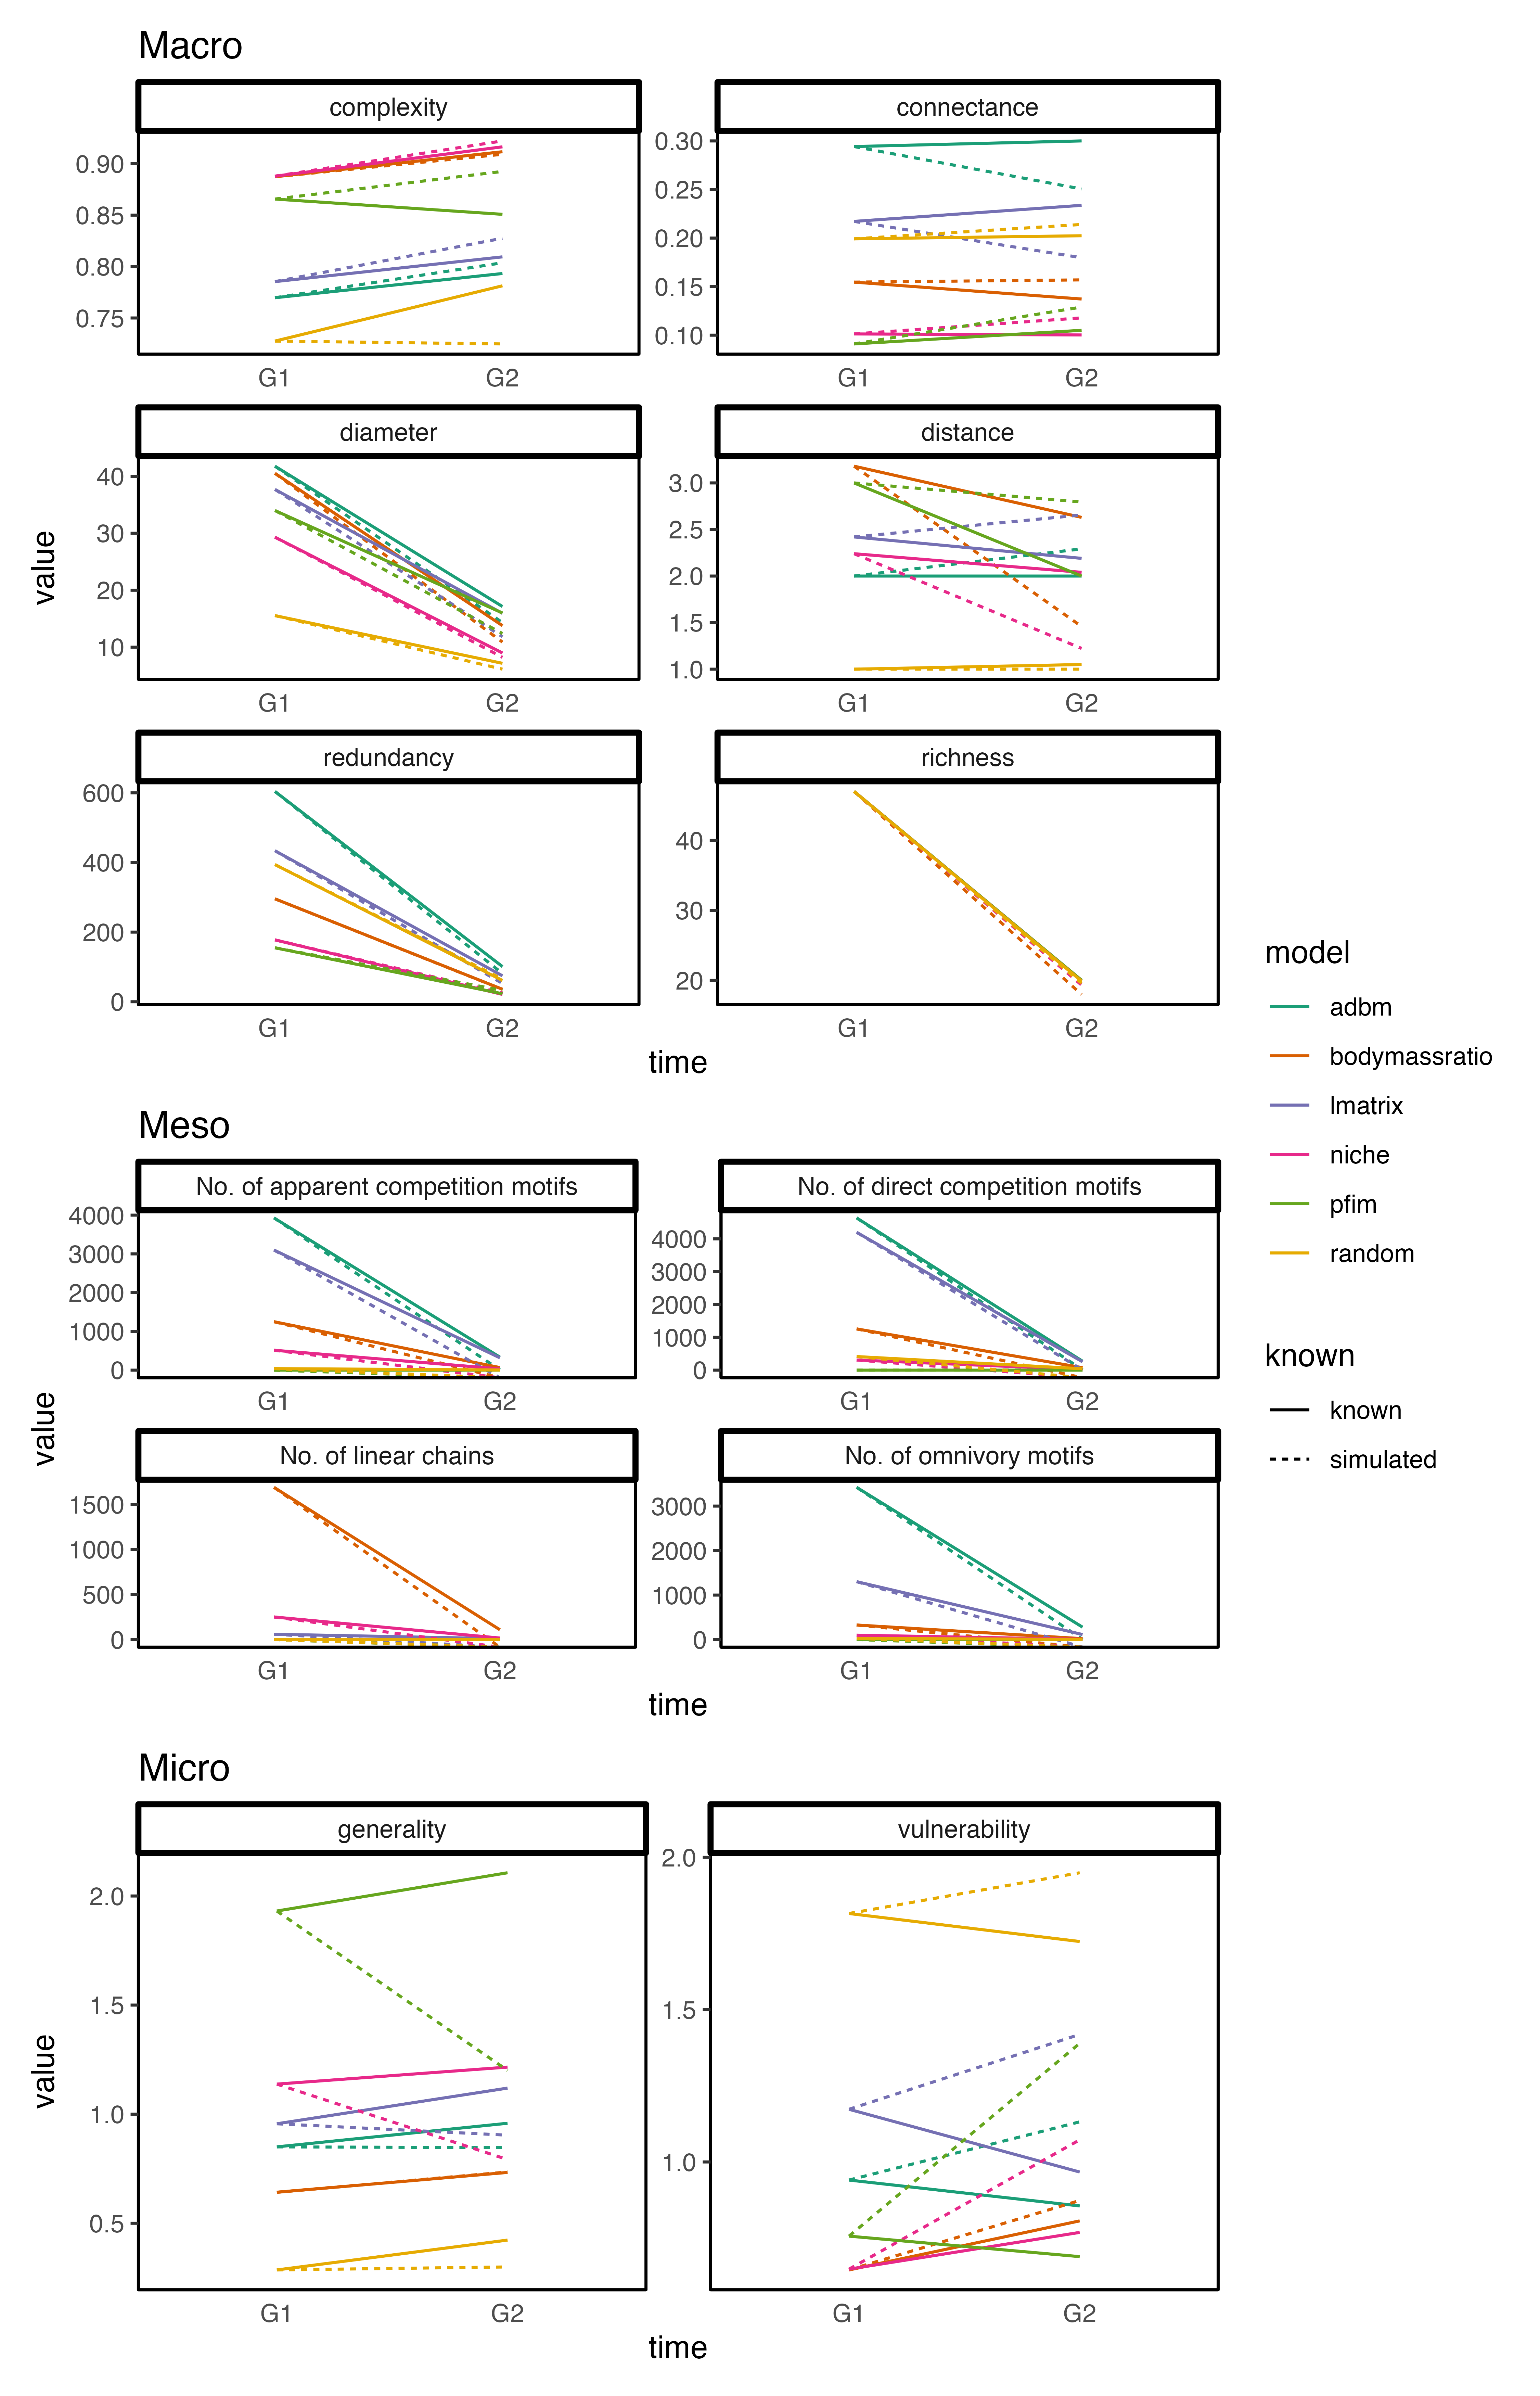 Macro
complexity
connectance
0.90
0.85
0.80
0.75
0.30
0.25
0.20
0.15
0.10
G1
G2
G1
G2
diameter
distance
40
30
20
10
3.0
2.5
2.0
1.5
1.0
G1
G2
G1
G2
redundancy
richness
600
400
200
0
40
30
20
G1
G2
G1
G2
value
time
Meso
No. of apparent competition motifs
No. of direct competition motifs
4000
3000
2000
1000
0
4000
3000
2000
1000
0
G1
G2
G1
G2
No. of linear chains
No. of omnivory motifs
1500
1000
500
0
3000
2000
1000
0
G1
G2
G1
G2
value
time
Micro
generality
vulnerability
2.0
1.5
1.0
0.5
2.0
1.5
1.0
G1
G2
G1
G2
value
time
model
adbm
bodymassratio
lmatrix
niche
pfim
random
known
known
simulated